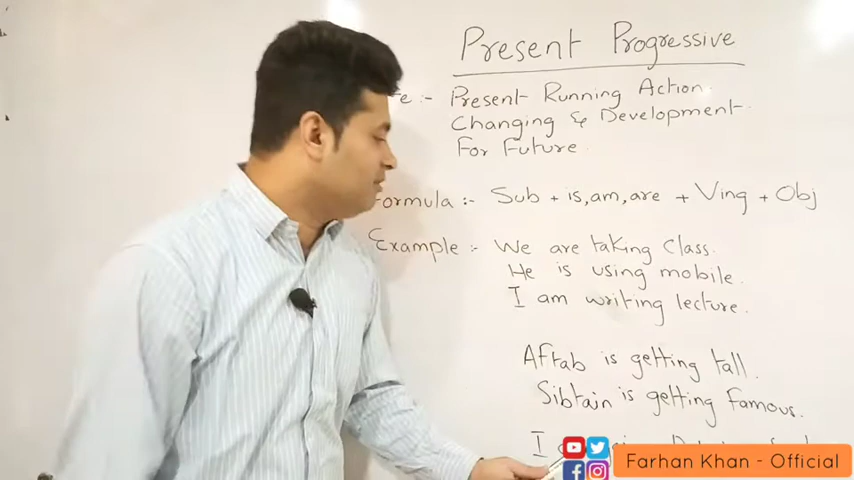 Present Progressive
:- Present Running Action.
Changing & Development.
For Future.
Formula :- Sub + is,am,are + Ving + Obj
Example :- We are taking Class.
He is using mobile.
I am writing lecture.
Aftab is getting tall.
Sibtain is getting Famous.
I
Farhan Khan - Official